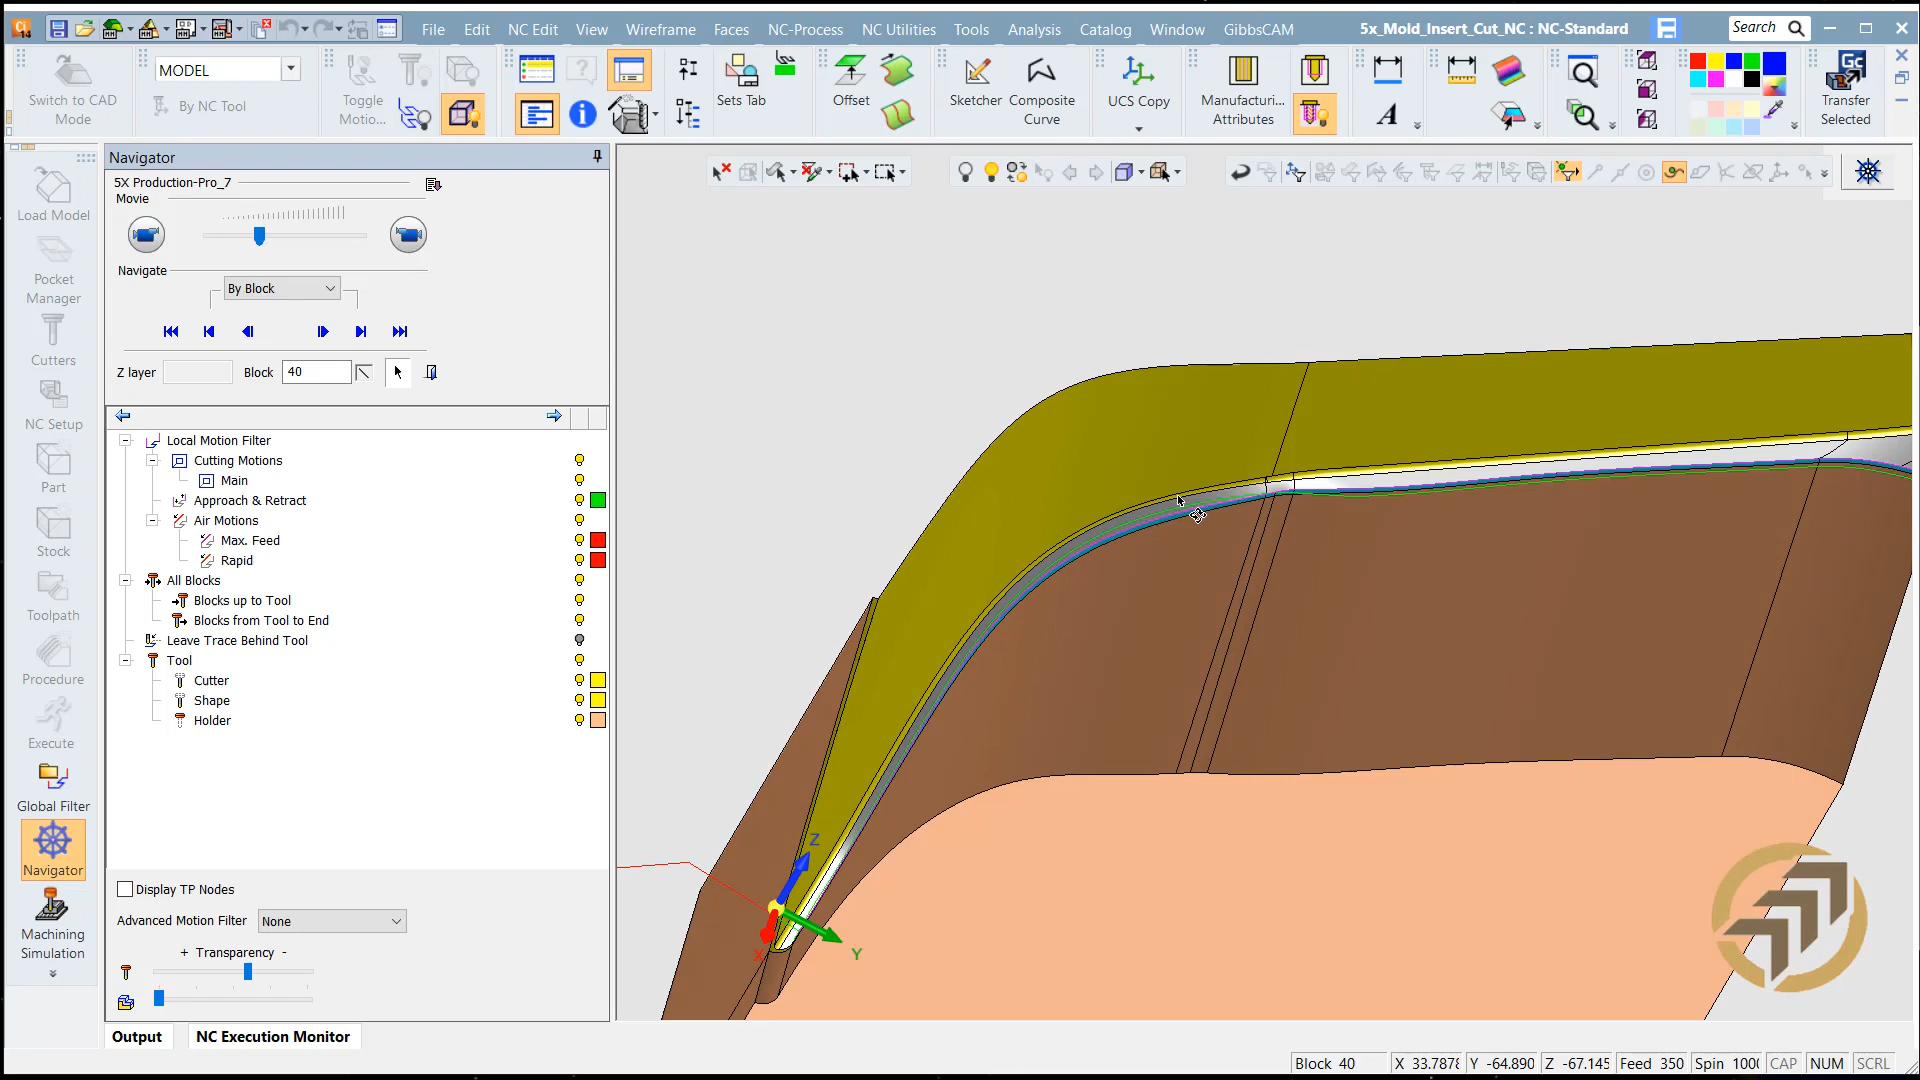 File Edit NC Edit View Wireframe Faces NC-Process NC Utilities Tools Analysis Catalog Window GibbsCAM 5x_Mold_Insert_Cut_NC : NC-Standard Search
Switch to CAD Mode
MODEL
By NC Tool
Toggle Motio...
Sets Tab
Offset
Sketcher
Composite Curve
UCS Copy
Manufacturi... Attributes
A
Gc
Transfer Selected
Load Model
Pocket Manager
Cutters
NC Setup
Part
Stock
Toolpath
Procedure
Execute
Global Filter
Navigator
Machining Simulation
Navigator
5X Production-Pro_7
Movie
Navigate
By Block
Z layer
Block 40
Local Motion Filter
Cutting Motions
Main
Approach & Retract
Air Motions
Max. Feed
Rapid
All Blocks
Blocks up to Tool
Blocks from Tool to End
Leave Trace Behind Tool
Tool
Cutter
Shape
Holder
Display TP Nodes
Advanced Motion Filter None
+ Transparency -
Output NC Execution Monitor
Z
X
Y
Block 40 X 33.7878 Y -64.890 Z -67.145 Feed 350 Spin 1000 CAP NUM SCRL